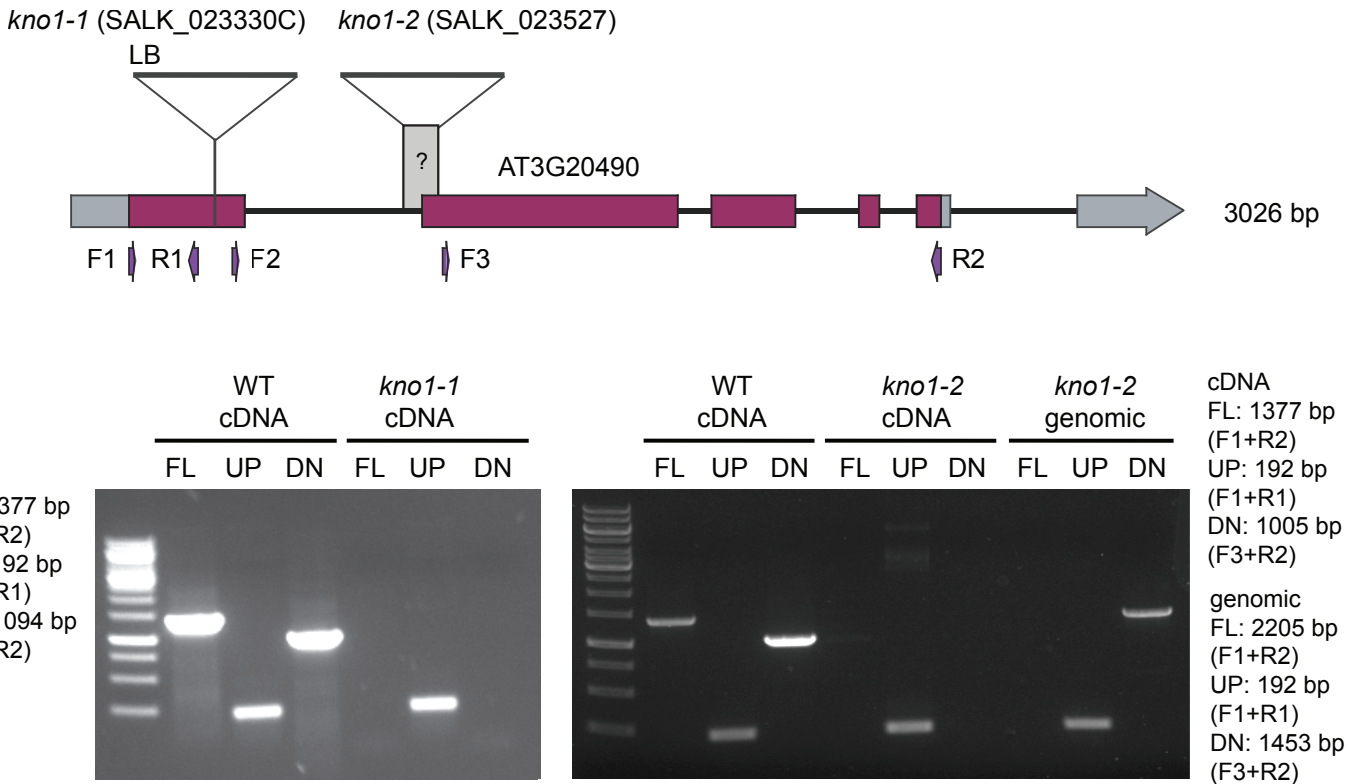 kno1-1 (SALK_023330C) kno1-2 (SALK_023527)
LB
?
AT3G20490
3026 bp
F1 R1 F2 F3 R2
WT kno1-1
cDNA cDNA
FL UP DN FL UP DN
377 bp
R2)
92 bp
R1)
094 bp
R2)
WT kno1-2 kno1-2
cDNA cDNA genomic
FL UP DN FL UP DN FL UP DN
cDNA
FL: 1377 bp
(F1+R2)
UP: 192 bp
(F1+R1)
DN: 1005 bp
(F3+R2)
genomic
FL: 2205 bp
(F1+R2)
UP: 192 bp
(F1+R1)
DN: 1453 bp
(F3+R2)